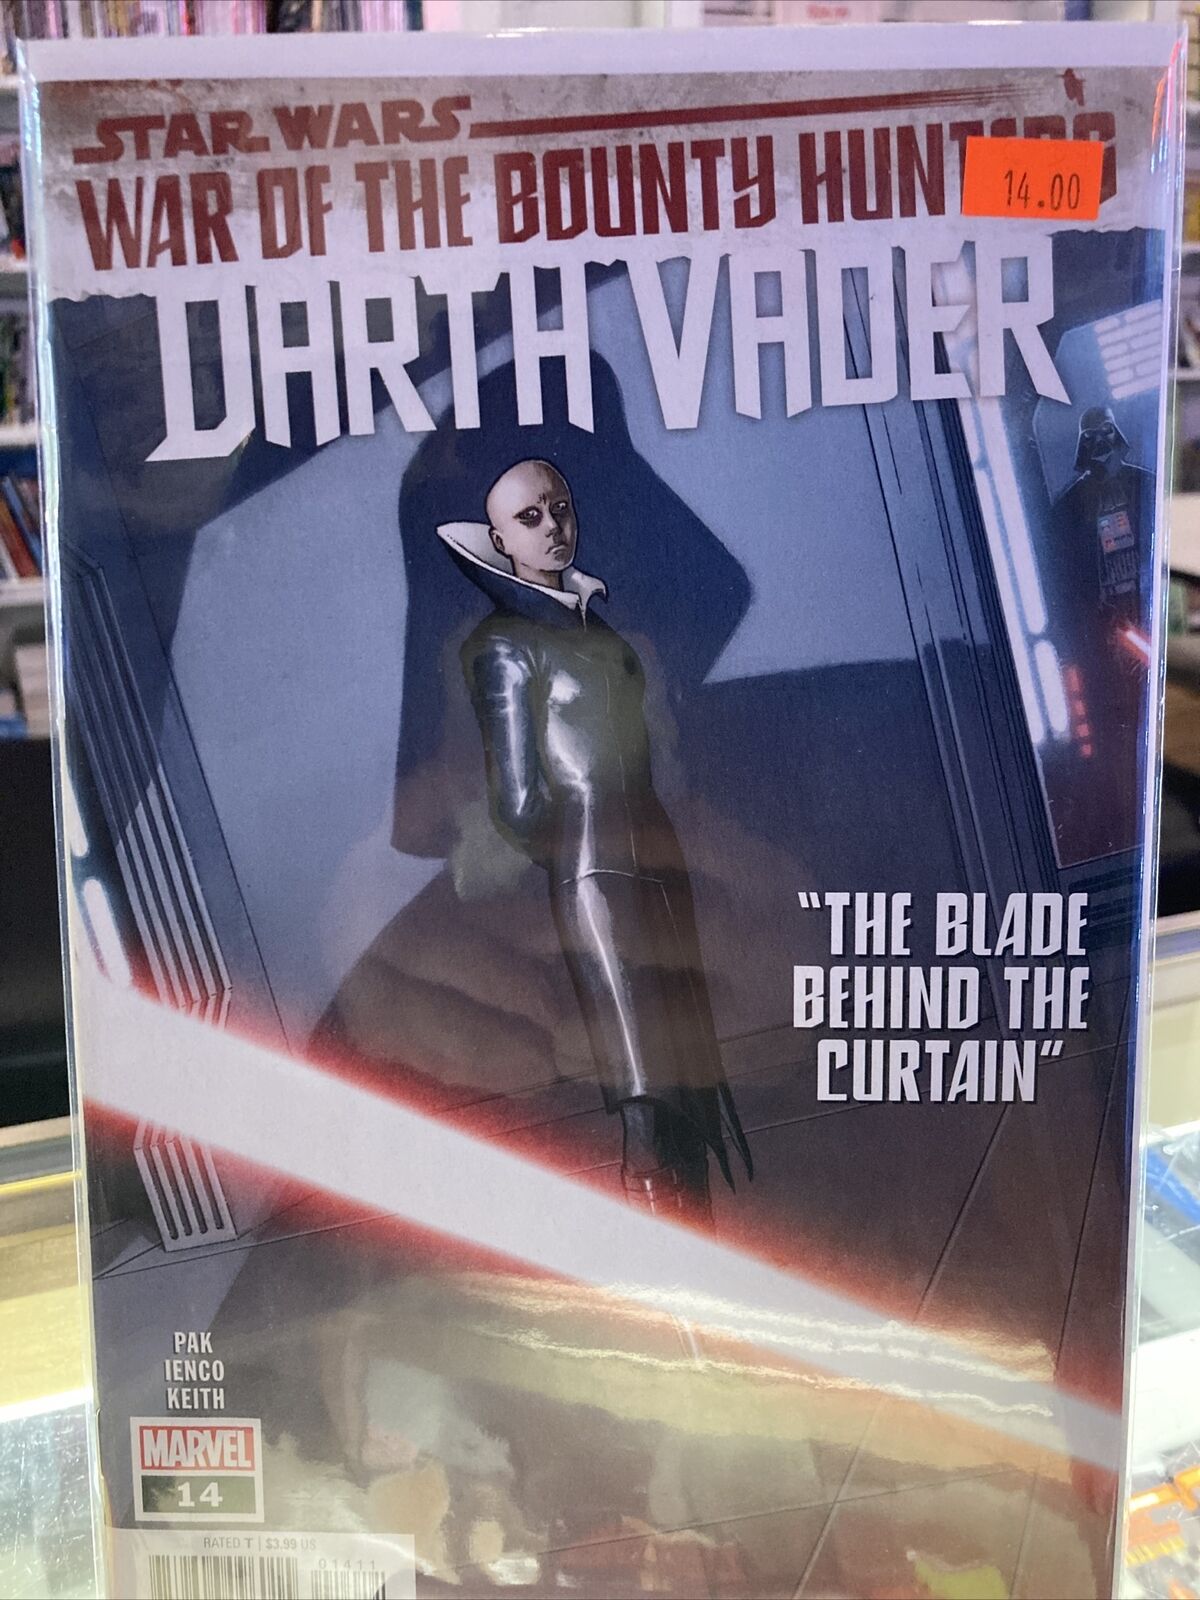 STAR WARS
WAR OF THE BOUNTY
14.00
DARTH VADER
"THE BLADE
BEHIND THE
CURTAIN"
PAK
IENCO
KEITH
MARVEL
14
RATED T | $3.99 US
01411